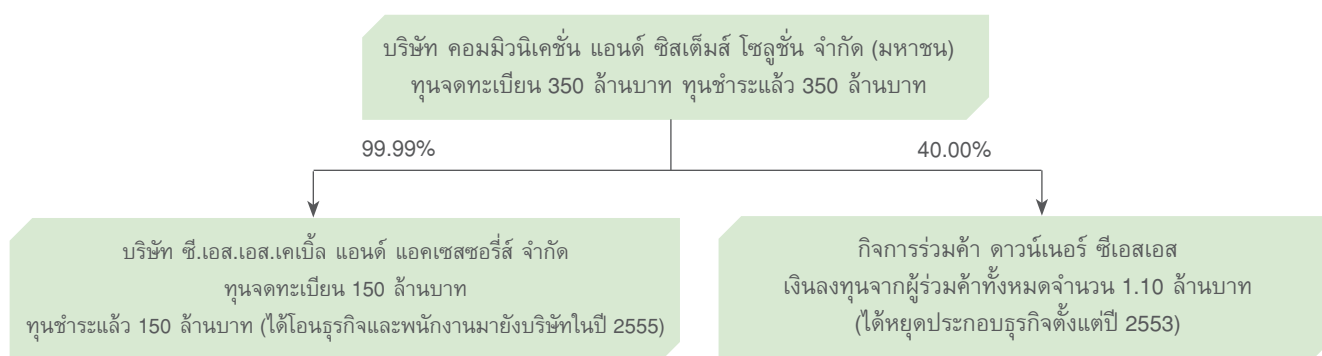 บริษัท คอมมิวนิเคชั่น แอนด์ ซิสเต็มส์ โซลูชั่น จำกัด (มหาชน)
ทุนจดทะเบียน 350 ล้านบาท ทุนชำระแล้ว 350 ล้านบาท
99.99%
40.00%
บริษัท ซี.เอส.เอส.เคเบิ้ล แอนด์ แอคเซสซอรี่ส์ จำกัด
ทุนจดทะเบียน 150 ล้านบาท
ทุนชำระแล้ว 150 ล้านบาท (ได้โอนธุรกิจและพนักงานมายังบริษัทในปี 2555)
กิจการร่วมค้า ดาวน์เนอร์ ซีเอสเอส
เงินลงทุนจากผู้ร่วมค้าทั้งหมดจำนวน 1.10 ล้านบาท
(ได้หยุดประกอบธุรกิจตั้งแต่ปี 2553)